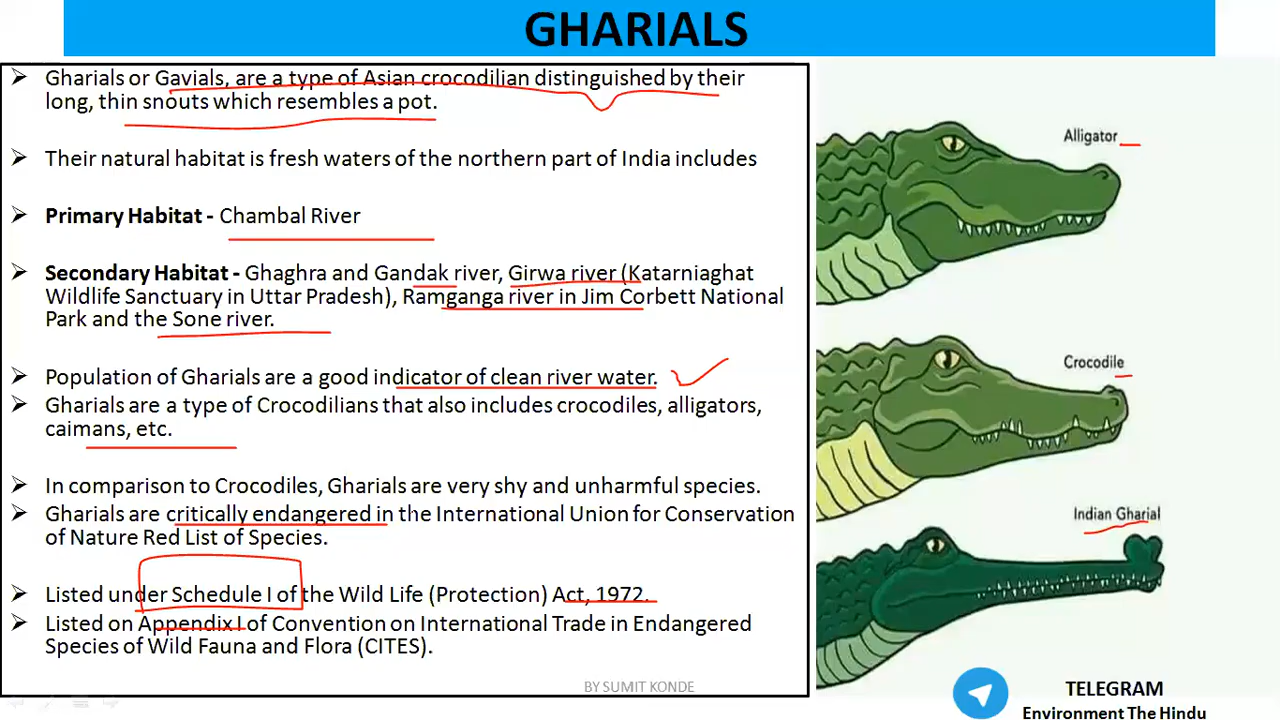 GHARIALS
➢ Gharials or Gavials, are a type of Asian crocodilian distinguished by their
long, thin snouts which resembles a pot.
➢ Their natural habitat is fresh waters of the northern part of India includes
➢ Primary Habitat - Chambal River
➢ Secondary Habitat - Ghaghra and Gandak river, Girwa river (Katarniaghat
Wildlife Sanctuary in Uttar Pradesh), Ramganga river in Jim Corbett National
Park and the Sone river.
➢ Population of Gharials are a good indicator of clean river water.
➢ Gharials are a type of Crocodilians that also includes crocodiles, alligators,
caimans, etc.
➢ In comparison to Crocodiles, Gharials are very shy and unharmful species.
➢ Gharials are critically endangered in the International Union for Conservation
of Nature Red List of Species.
➢ Listed under Schedule I of the Wild Life (Protection) Act, 1972.
➢ Listed on Appendix I of Convention on International Trade in Endangered
Species of Wild Fauna and Flora (CITES).
BY SUMIT KONDE
Alligator
Crocodile
Indian Gharial
TELEGRAM
Environment The Hindu